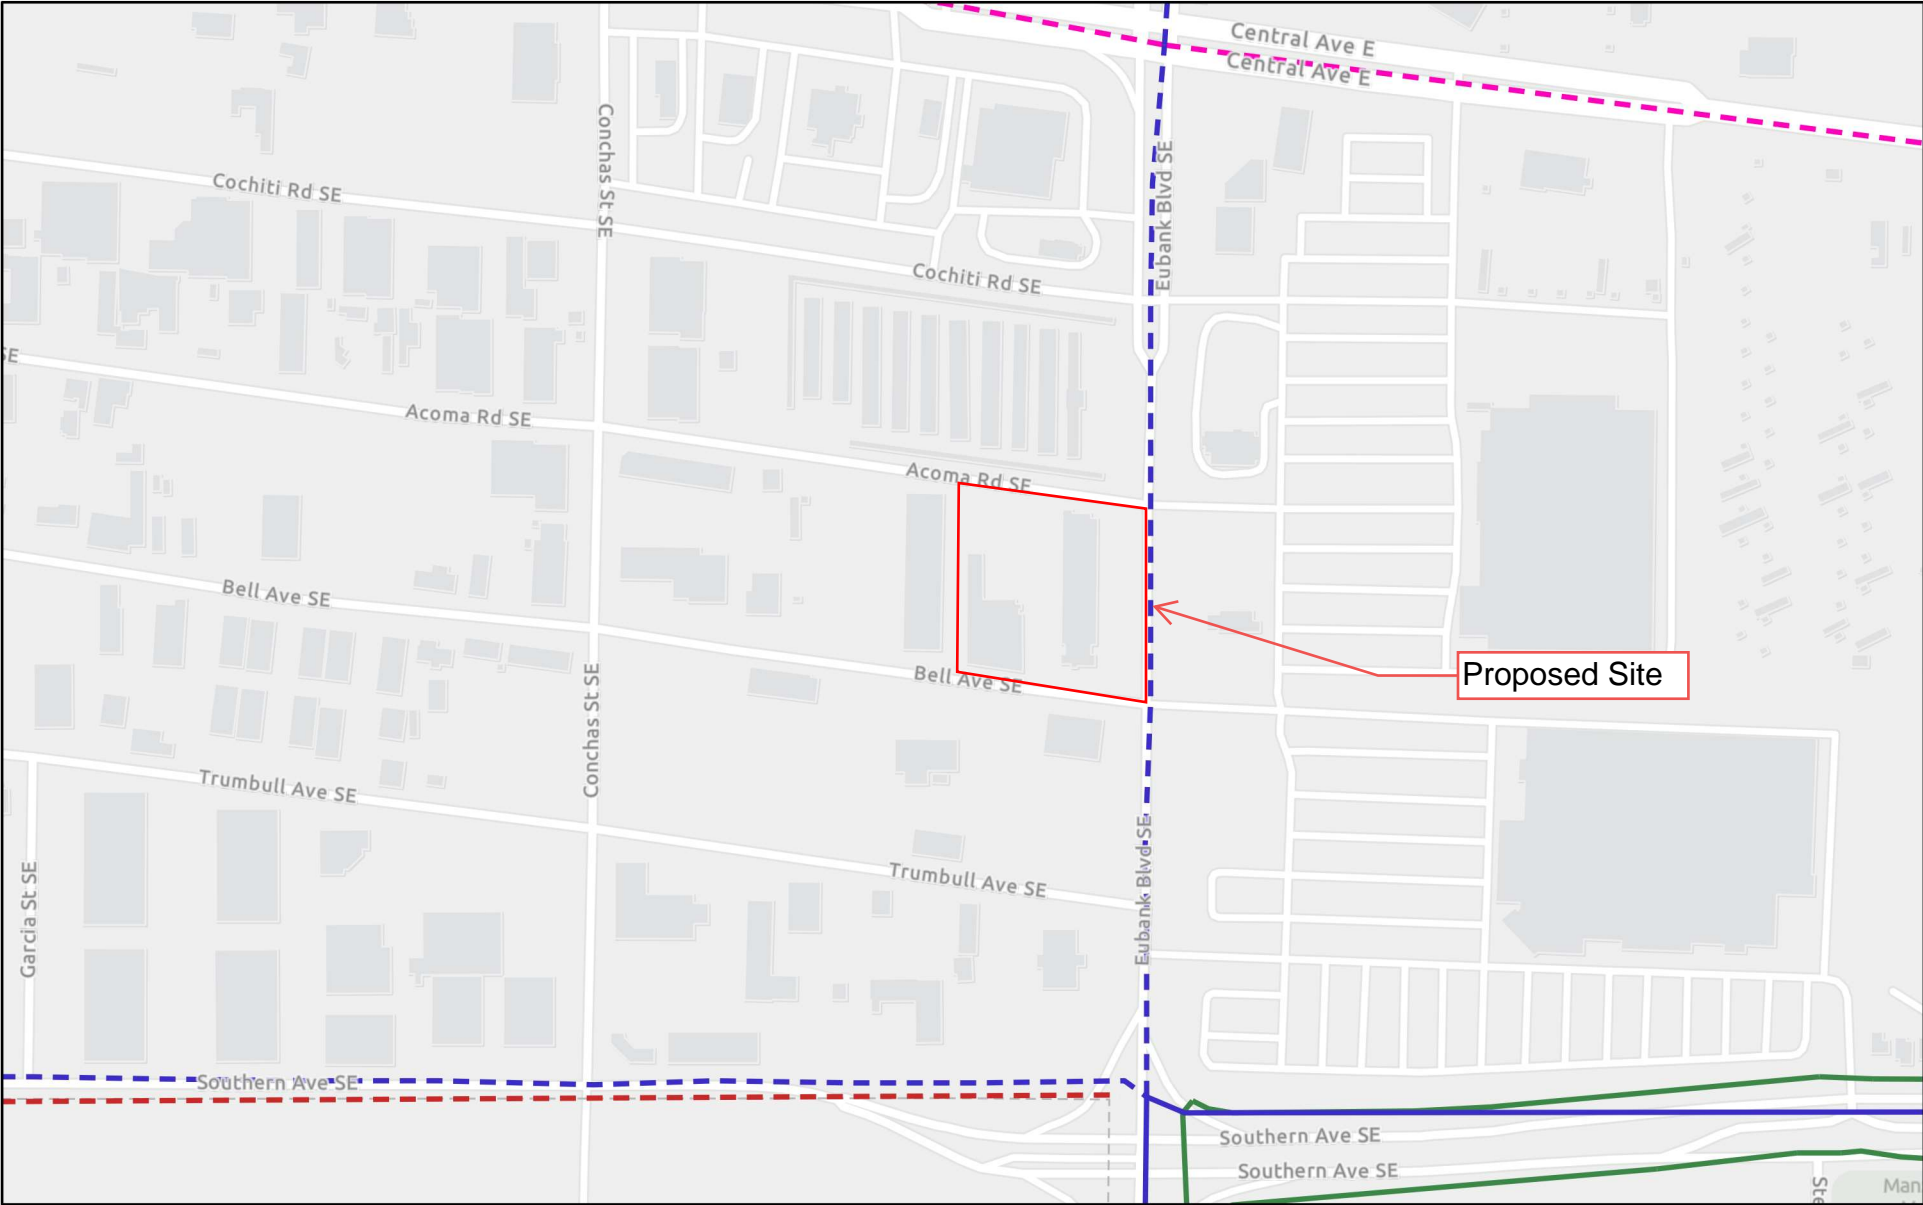 Central Ave E
Central Ave E
Conchas St SE
Eubank Blvd SE
Cochiti Rd SE
Cochiti Rd SE
SE
Acoma Rd SE
Acoma Rd SE
Bell Ave SE
Proposed Site
Bell Ave SE
Conchas St SE
Trumbull Ave SE
Eubank Blvd SE
Trumbull Ave SE
Garcia St SE
Southern Ave SE
Southern Ave SE
Southern Ave SE
Ste
Man